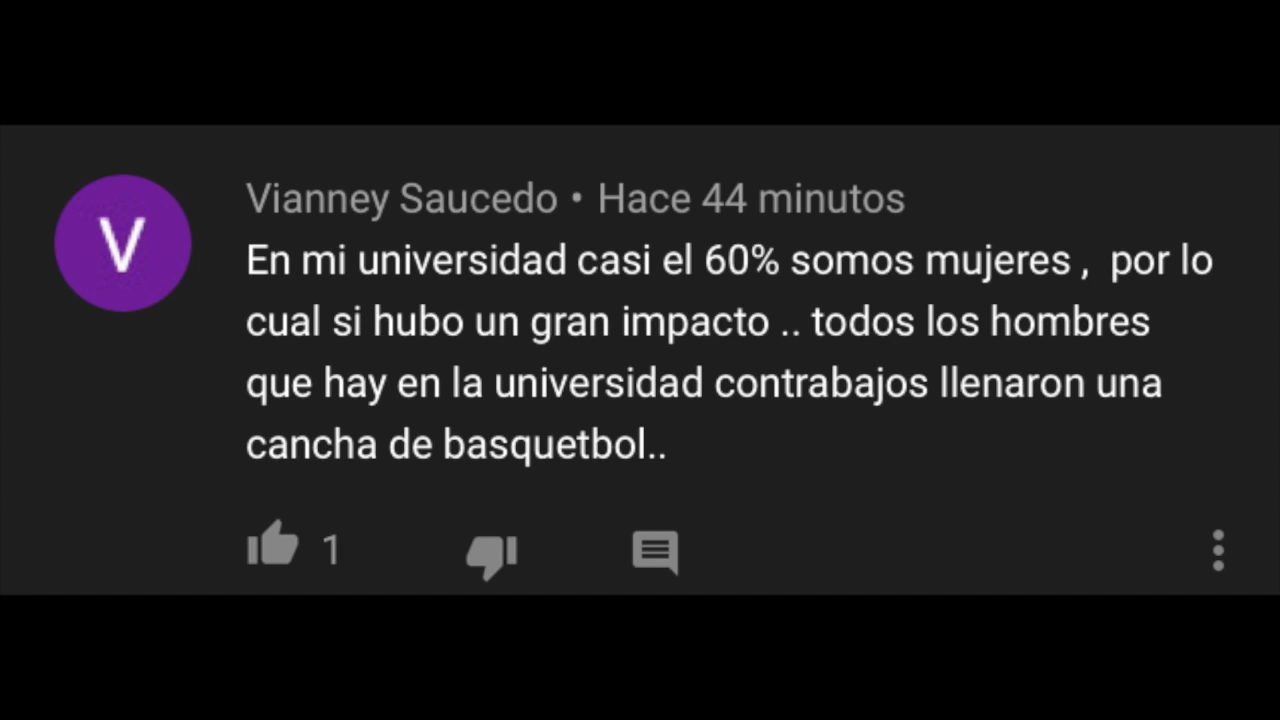 V
Vianney Saucedo • Hace 44 minutos
En mi universidad casi el 60% somos mujeres ,  por lo
cual si hubo un gran impacto .. todos los hombres
que hay en la universidad contrabajos llenaron una
cancha de basquetbol..
1